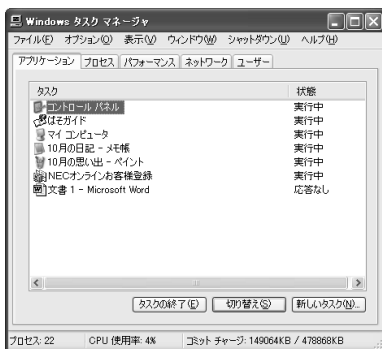 Windows タスク マネージャ
ファイル(F) オプション(O) 表示(V) ウィンドウ(W) シャットダウン(U) ヘルプ(H)
アプリケーション プロセス パフォーマンス ネットワーク ユーザー
タスク 状態
コントロール パネル 実行中
ぱそガイド 実行中
マイ コンピュータ 実行中
10月の日記 - メモ帳 実行中
10月の思い出 - ペイント 実行中
NECオンラインお客様登録 実行中
文書 1 - Microsoft Word 応答なし
タスクの終了(E) 切り替え(S) 新しいタスク(N)...
プロセス: 22 CPU 使用率: 4% コミット チャージ: 149064KB / 478868KB